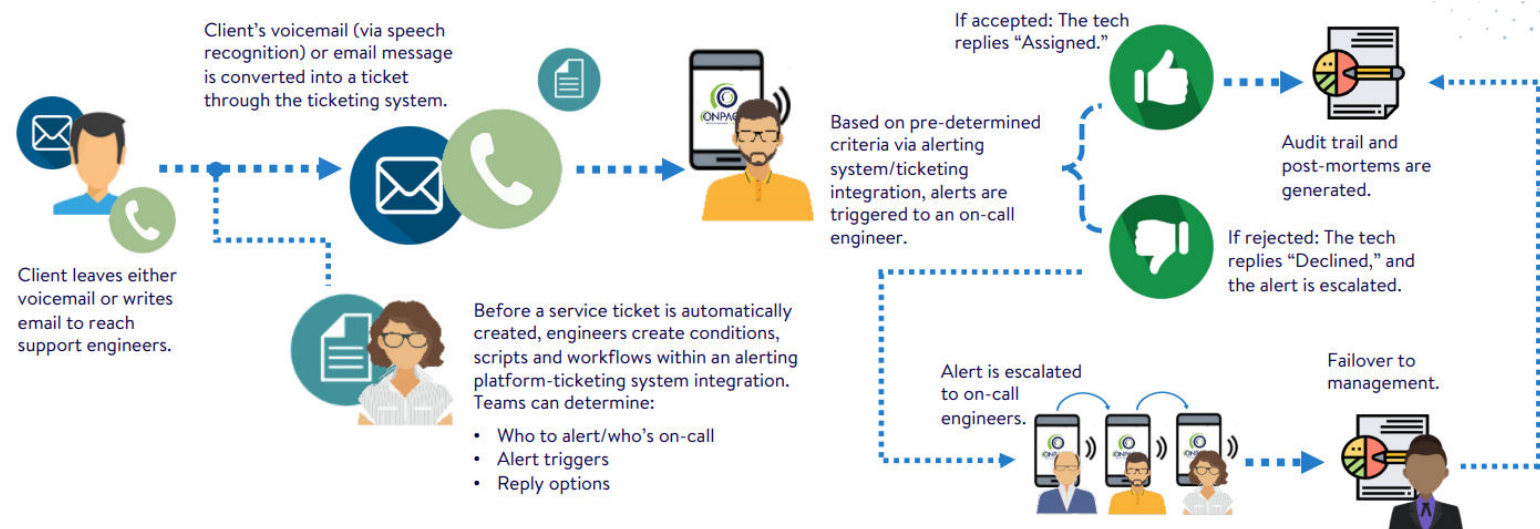 Client's voicemail (via speech
recognition) or email message
is converted into a ticket
through the ticketing system.
Client leaves either
voicemail or writes
email to reach
support engineers.
Before a service ticket is automatically
created, engineers create conditions,
scripts and workflows within an alerting
platform-ticketing system integration.
Teams can determine:
• Who to alert/who's on-call
• Alert triggers
• Reply options
Based on pre-determined
criteria via alerting
system/ticketing
integration, alerts are
triggered to an on-call
engineer.
If accepted: The tech
replies “Assigned.”
Audit trail and
post-mortems are
generated.
If rejected: The tech
replies “Declined,” and
the alert is escalated.
Alert is escalated
to on-call
engineers.
Failover to
management.